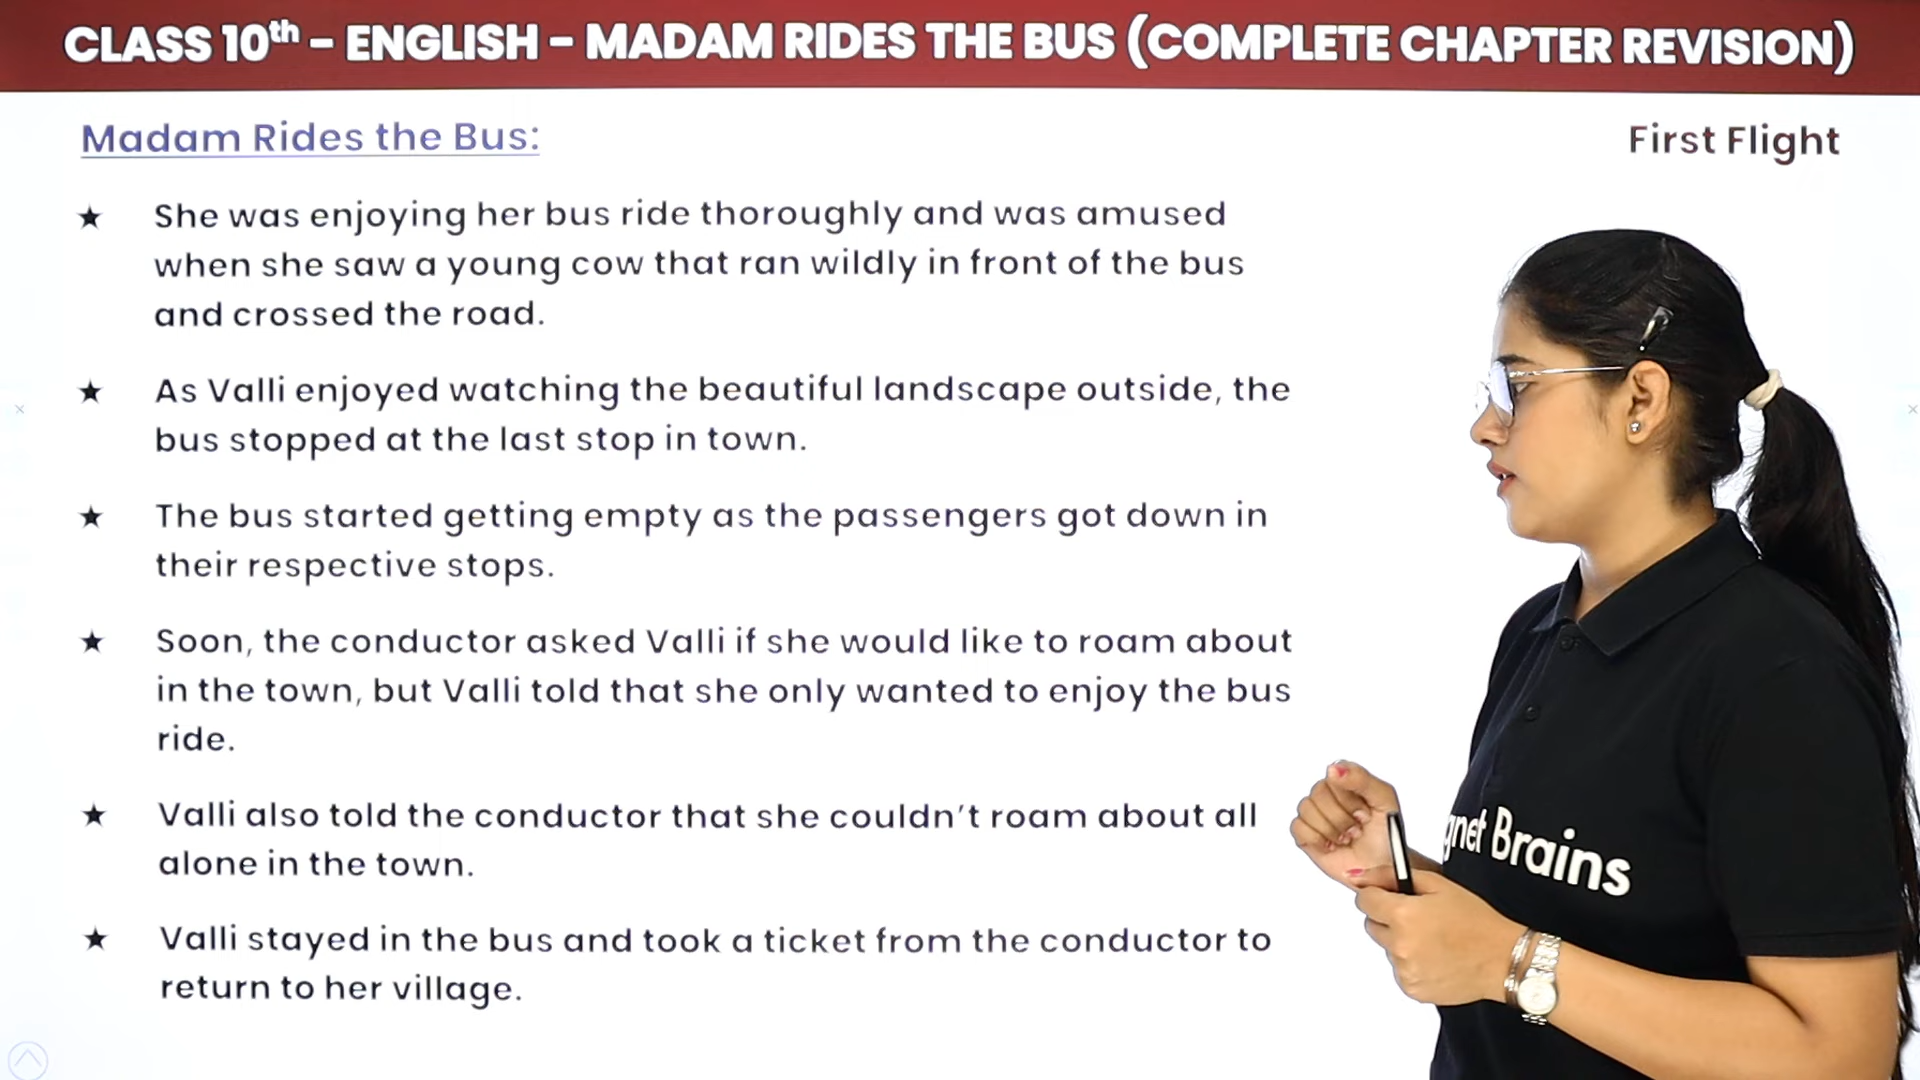 CLASS 10th - ENGLISH - MADAM RIDES THE BUS (COMPLETE CHAPTER REVISION)
Madam Rides the Bus:
First Flight
★ She was enjoying her bus ride thoroughly and was amused
when she saw a young cow that ran wildly in front of the bus
and crossed the road.
★ As Valli enjoyed watching the beautiful landscape outside, the
bus stopped at the last stop in town.
★ The bus started getting empty as the passengers got down in
their respective stops.
★ Soon, the conductor asked Valli if she would like to roam about
in the town, but Valli told that she only wanted to enjoy the bus
ride.
★ Valli also told the conductor that she couldn't roam about all
alone in the town.
★ Valli stayed in the bus and took a ticket from the conductor to
return to her village.
gnet Brains